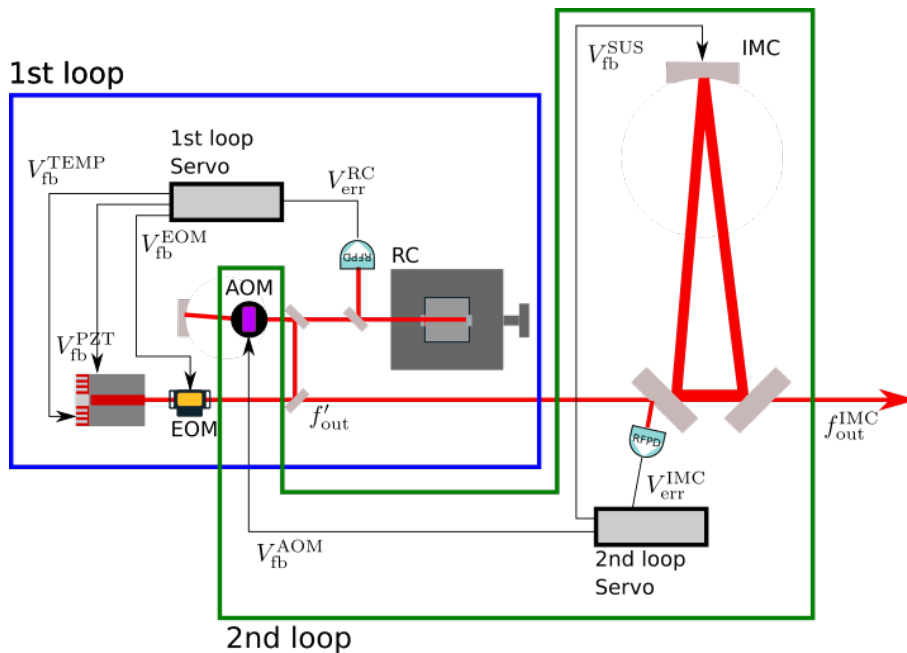 1st loop
1st loop
Servo
V_fb^TEMP
V_err^RC
V_fb^EOM
RFPD
RC
AOM
V_fb^PZT
EOM
f'_out
V_fb^SUS
IMC
f_out^IMC
RFPD
V_err^IMC
V_fb^AOM
2nd loop
Servo
2nd loop